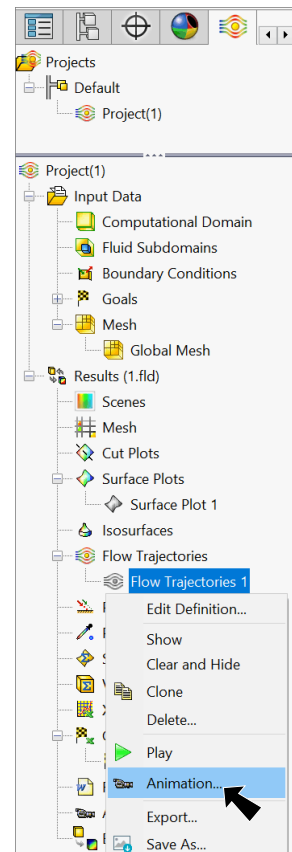 Projects
Default
Project(1)
Project(1)
Input Data
Computational Domain
Fluid Subdomains
Boundary Conditions
Goals
Mesh
Global Mesh
Results (1.fld)
Scenes
Mesh
Cut Plots
Surface Plots
Surface Plot 1
Isosurfaces
Flow Trajectories
Flow Trajectories 1
Edit Definition...
Show
Clear and Hide
Clone
Delete...
Play
Animation...
Export...
Save As...